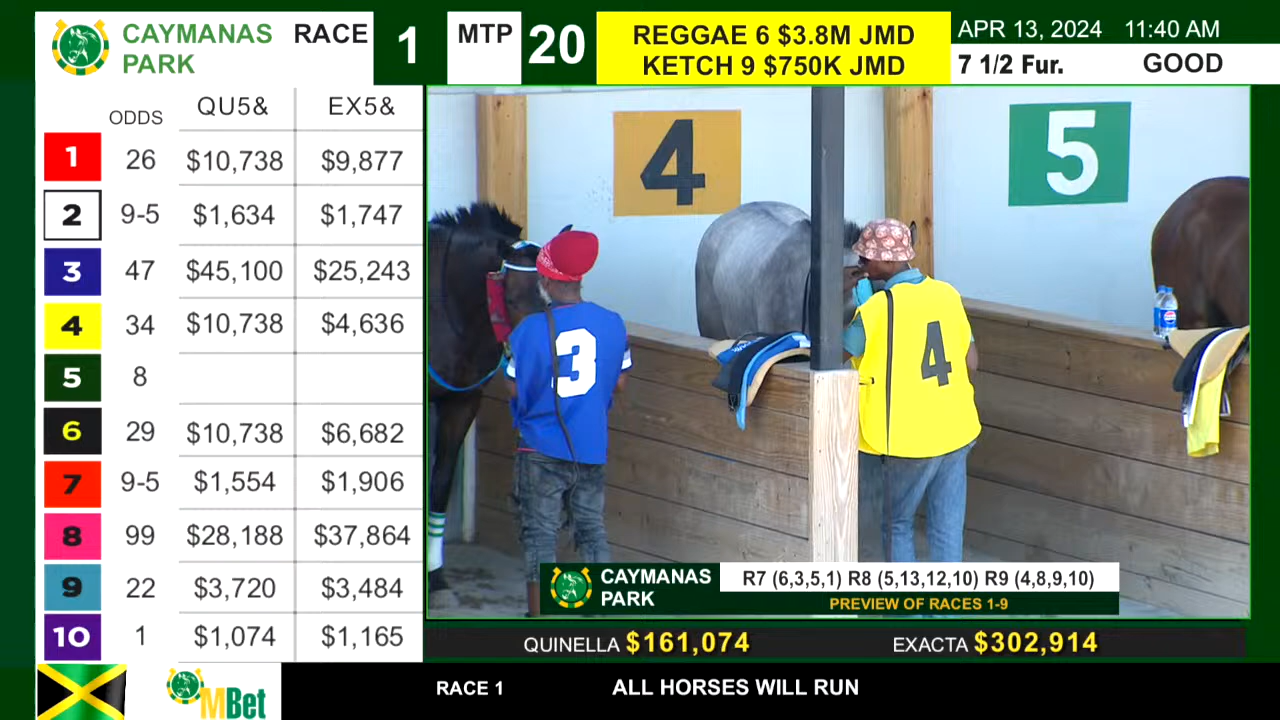 CAYMANAS PARK
RACE 1
MTP 20
REGGAE 6 $3.8M JMD
KETCH 9 $750K JMD
APR 13, 2024 11:40 AM
7 1/2 Fur. GOOD
ODDS QU5& EX5&
1 26 $10,738 $9,877
2 9-5 $1,634 $1,747
3 47 $45,100 $25,243
4 34 $10,738 $4,636
5 8
6 29 $10,738 $6,682
7 9-5 $1,554 $1,906
8 99 $28,188 $37,864
9 22 $3,720 $3,484
10 1 $1,074 $1,165
4
5
3
4
CAYMANAS PARK
R7 (6,3,5,1) R8 (5,13,12,10) R9 (4,8,9,10)
PREVIEW OF RACES 1-9
QUINELLA $161,074 EXACTA $302,914
MBet
RACE 1 ALL HORSES WILL RUN